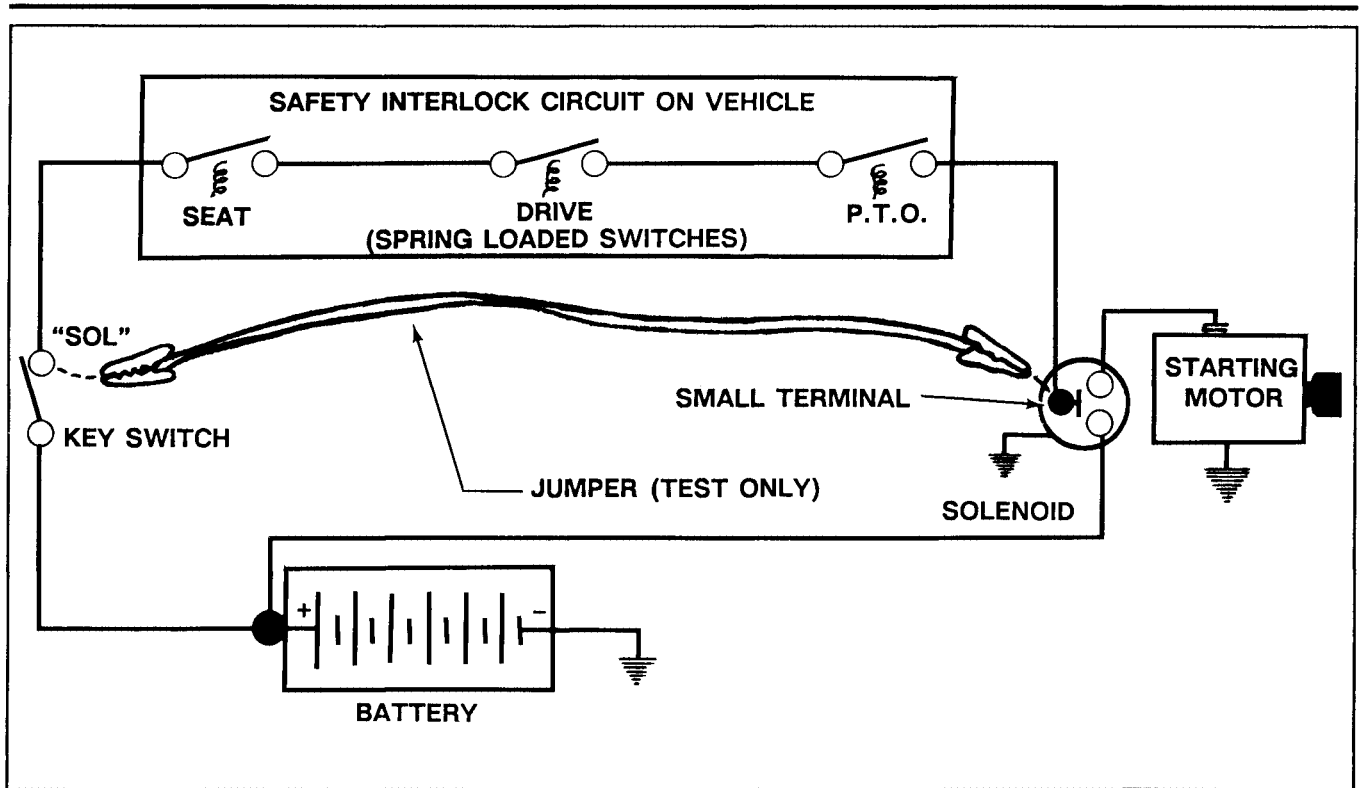 SAFETY INTERLOCK CIRCUIT ON VEHICLE
SEAT
DRIVE
P.T.O.
(SPRING LOADED SWITCHES)
"SOL"
KEY SWITCH
SMALL TERMINAL
STARTING
MOTOR
JUMPER (TEST ONLY)
SOLENOID
+
−
BATTERY